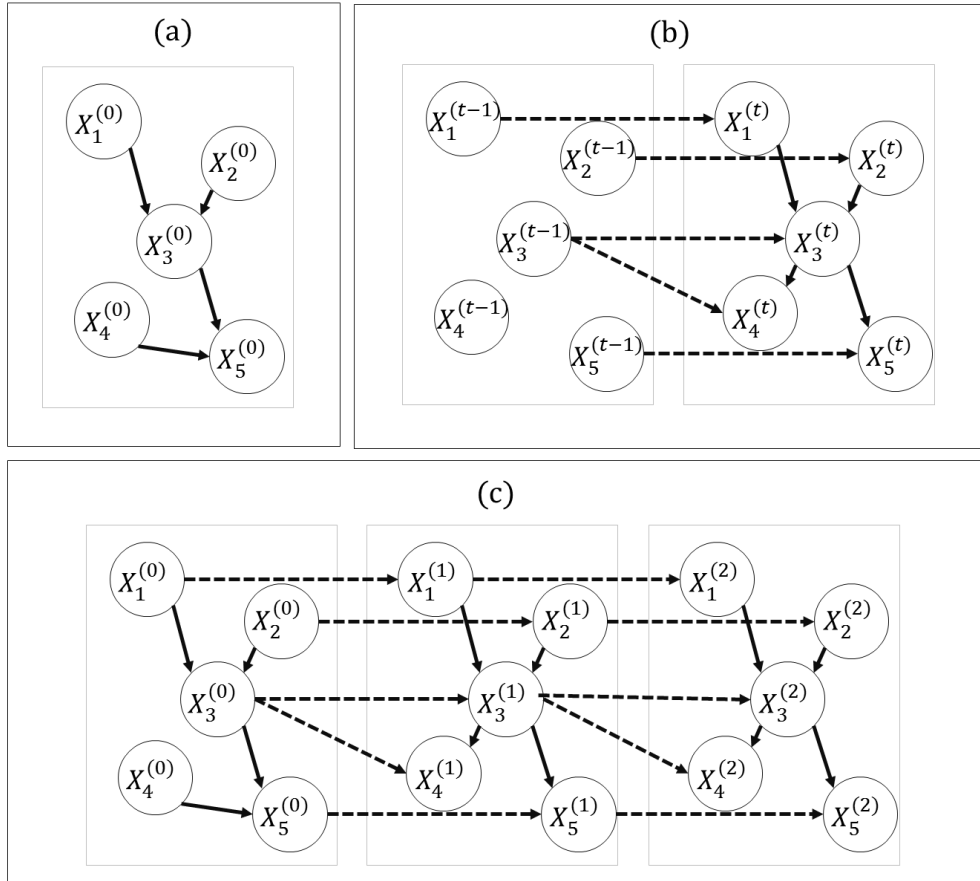 (a)
X_1^{(0)}
X_2^{(0)}
X_3^{(0)}
X_4^{(0)}
X_5^{(0)}
(b)
X_1^{(t-1)}
X_2^{(t-1)}
X_3^{(t-1)}
X_4^{(t-1)}
X_5^{(t-1)}
X_1^{(t)}
X_2^{(t)}
X_3^{(t)}
X_4^{(t)}
X_5^{(t)}
(c)
X_1^{(0)}
X_2^{(0)}
X_3^{(0)}
X_4^{(0)}
X_5^{(0)}
X_1^{(1)}
X_2^{(1)}
X_3^{(1)}
X_4^{(1)}
X_5^{(1)}
X_1^{(2)}
X_2^{(2)}
X_3^{(2)}
X_4^{(2)}
X_5^{(2)}